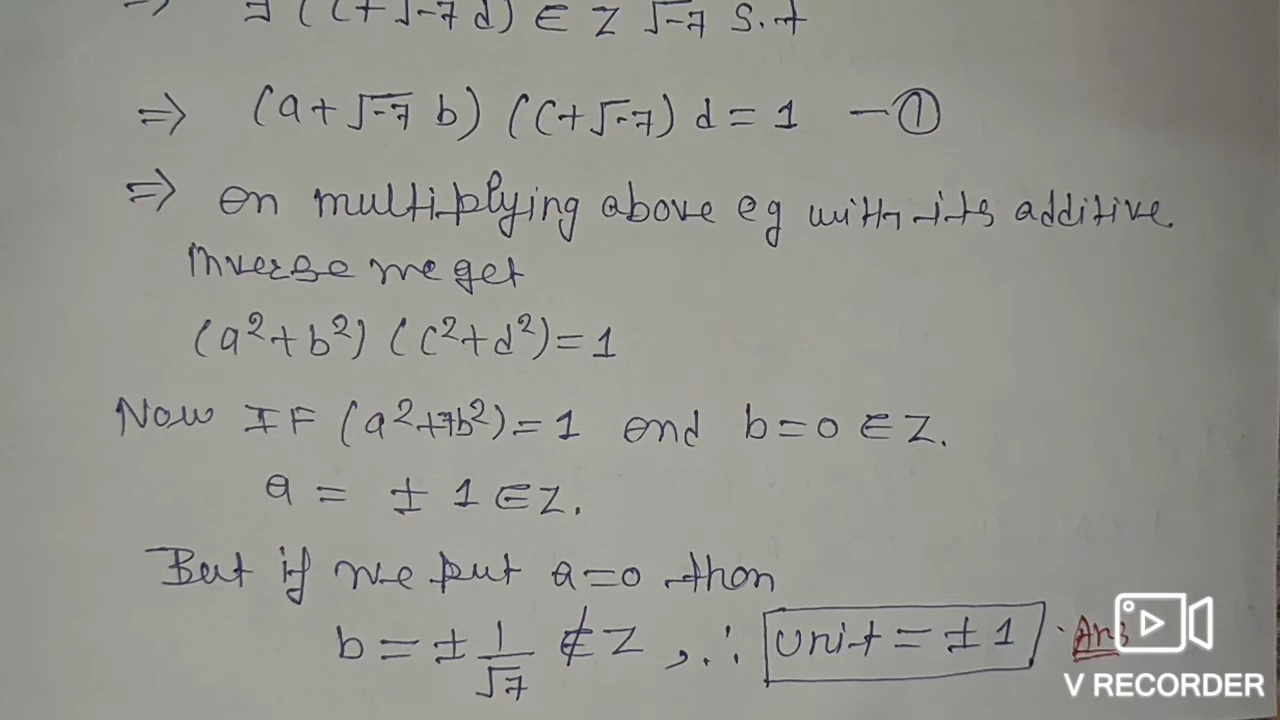 ⇒ ∃ (C+√-7 d) ∈ Z √-7 S.t
⇒ (a+√-7 b) (C+√-7) d = 1 —①
⇒ on multiplying above eg with its additive
Inverse we get
(a²+b²) (c²+d²)=1
Now IF (a²+7b²)=1 and b=0 ∈ Z.
a = ± 1 ∈ Z.
But if we put a=0 then
b = ± 1/√7 ∉ Z , ∴ unit = ± 1 . Ans
V RECORDER